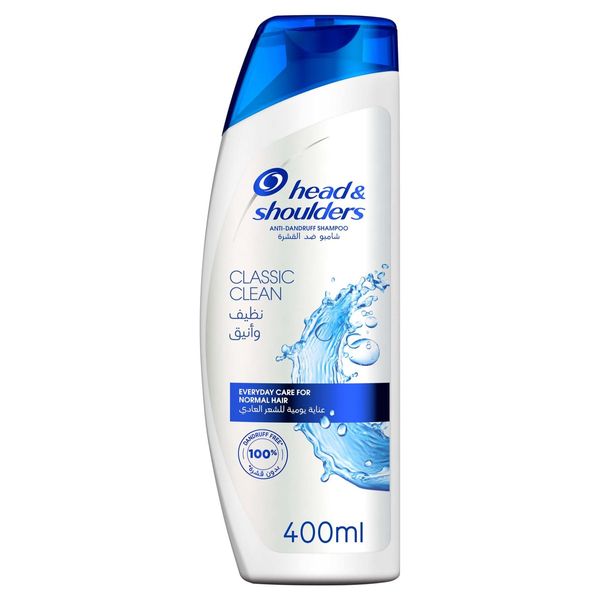 head &
shoulders
ANTI-DANDRUFF SHAMPOO
شامبو ضد القشرة
CLASSIC
CLEAN
نظيف
وأنيق
EVERYDAY CARE FOR
NORMAL HAIR
عناية يومية للشعر العادي
DANDRUFF FREE*
100%
بدون قشرة*
400ml